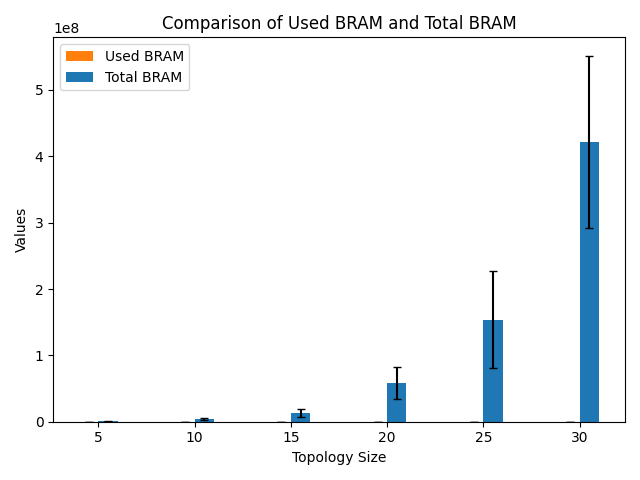 Comparison of Used BRAM and Total BRAM
1e8
Used BRAM
Total BRAM
5
4
3
2
1
0
Values
5 10 15 20 25 30
Topology Size